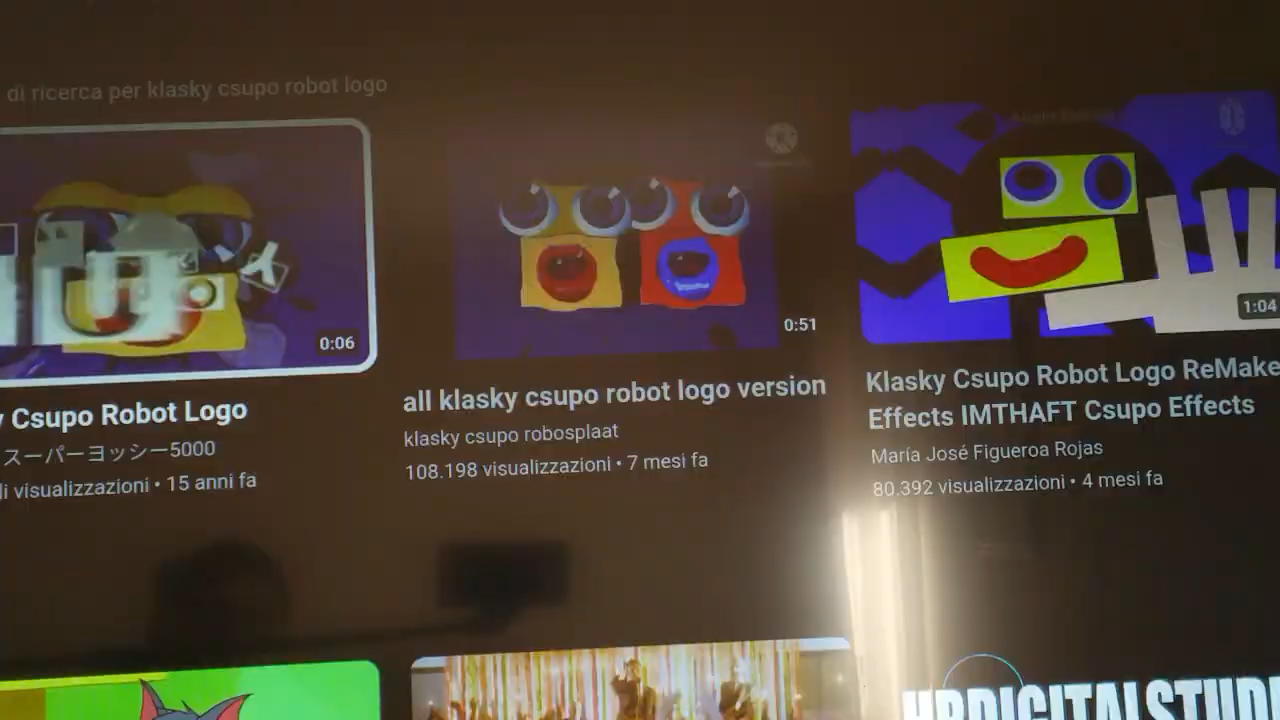 di ricerca per klasky csupo robot logo
0:06
0:51
1:04
Csupo Robot Logo
スーパーヨッシー5000
visualizzazioni • 15 anni fa
all klasky csupo robot logo version
klasky csupo robosplaat
108.198 visualizzazioni • 7 mesi fa
Klasky Csupo Robot Logo ReMake
Effects IMTHAFT Csupo Effects
María José Figueroa Rojas
80.392 visualizzazioni • 4 mesi fa